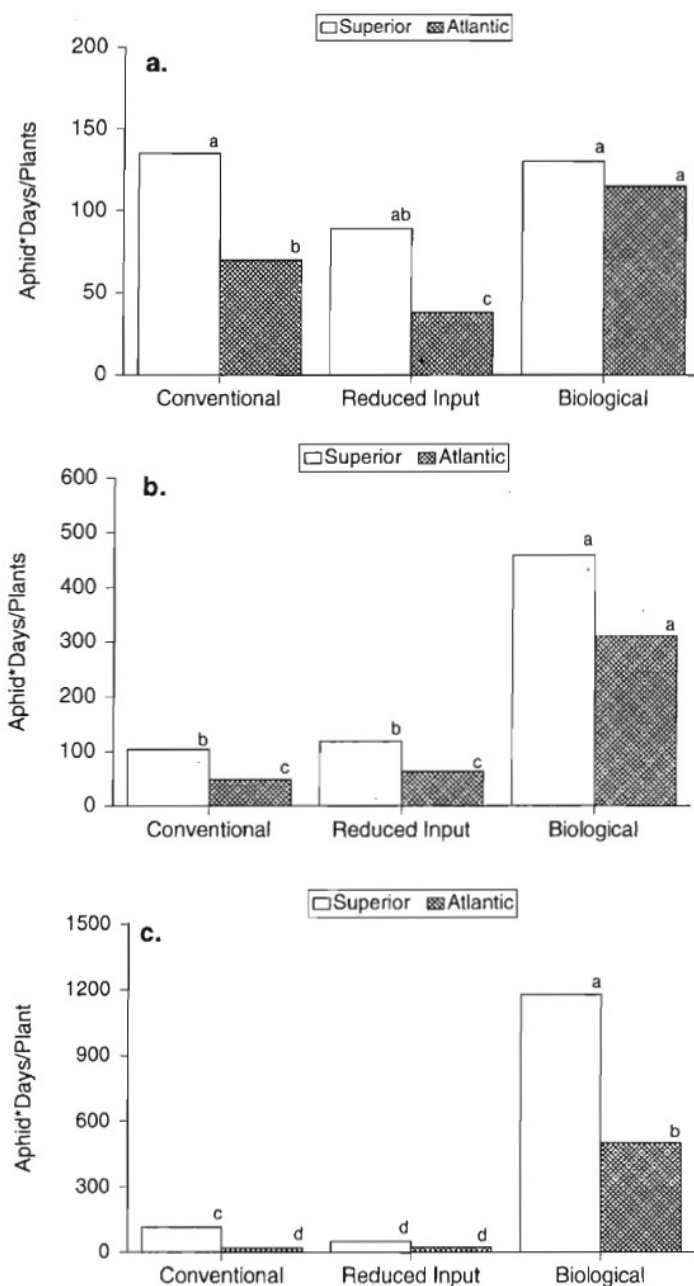 Superior Atlantic
a.
200
150
100
50
0
Aphid*Days/Plants
a
b
ab
c
a
a
Conventional Reduced Input Biological
Superior Atlantic
b.
600
500
400
300
200
100
0
Aphid*Days/Plants
b
c
b
c
a
a
Conventional Reduced Input Biological
Superior Atlantic
c.
1500
1200
900
600
300
0
Aphid*Days/Plant
c
d
d
d
a
b
Conventional Reduced Input Biological